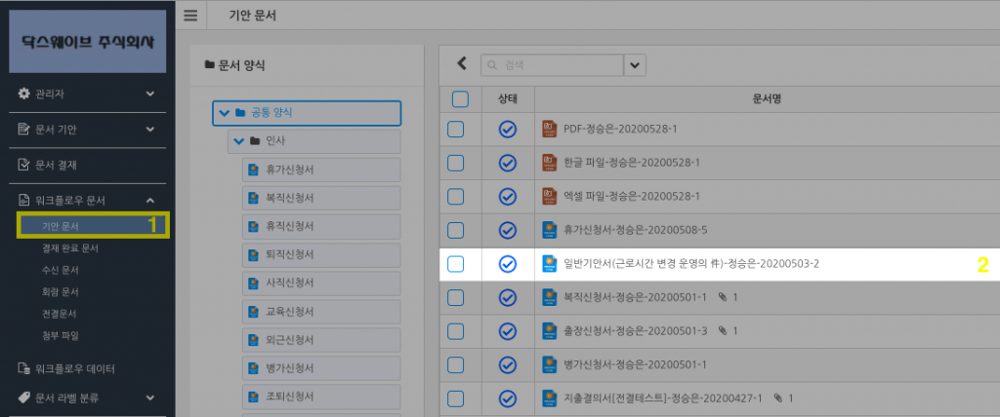 닥스웨이브 주식회사
관리자
문서 기안
문서 결재
워크플로우 문서
기안 문서 1
결재 완료 문서
수신 문서
회람 문서
전결문서
첨부 파일
워크플로우 데이터
문서 라벨 분류
기안 문서
문서 양식
공통 양식
인사
휴가신청서
복직신청서
휴직신청서
퇴직신청서
사직신청서
교육신청서
외근신청서
병가신청서
조퇴신청서
검색
상태 문서명
PDF-정승은-20200528-1
한글 파일-정승은-20200528-1
엑셀 파일-정승은-20200528-1
휴가신청서-정승은-20200508-5
일반기안서(근로시간 변경 운영의 件)-정승은-20200503-2 2
복직신청서-정승은-20200501-1 1
출장신청서-정승은-20200501-3 1
병가신청서-정승은-20200501-1
지출결의서[전결테스트]-정승은-20200427-1 1